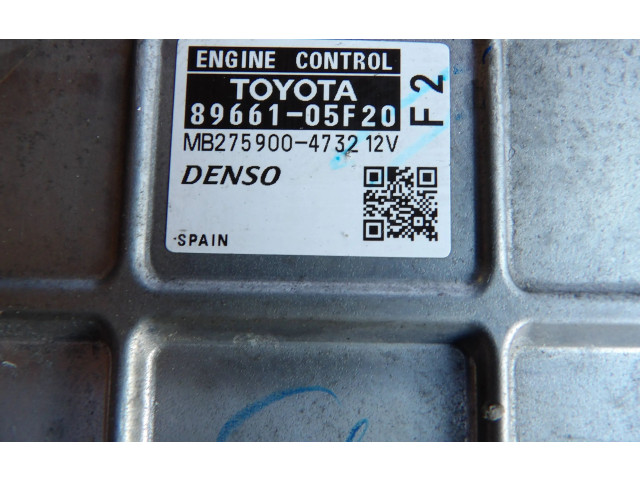 ENGINE CONTROL
TOYOTA
89661-05F20
F2
MB275900-4732 12V
DENSO
SPAIN